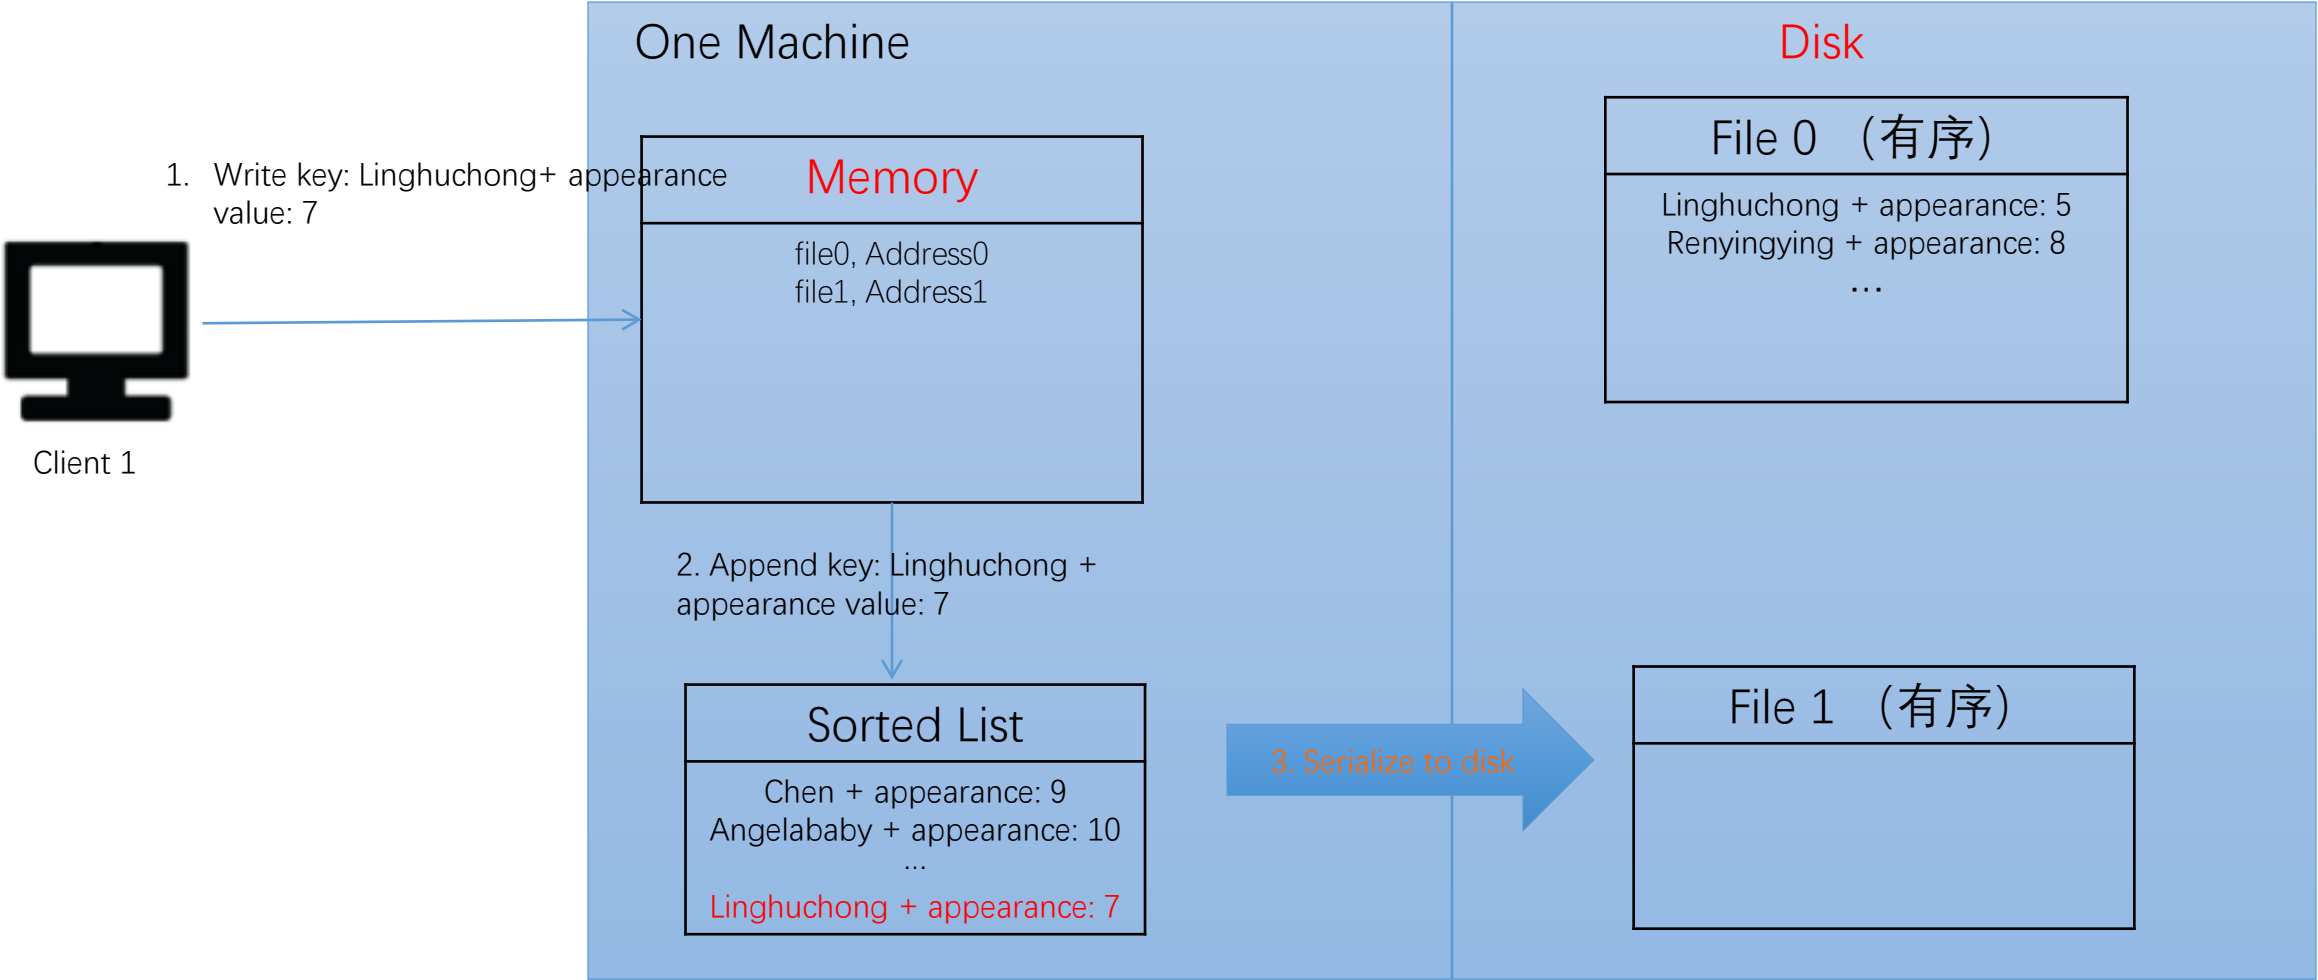 One Machine
Disk
1. Write key: Linghuchong+ appearance
value: 7
Client 1
Memory
file0, Address0
file1, Address1
2. Append key: Linghuchong +
appearance value: 7
Sorted List
Chen + appearance: 9
Angelababy + appearance: 10
...
Linghuchong + appearance: 7
3. Serialize to disk
File 0 （有序）
Linghuchong + appearance: 5
Renyingying + appearance: 8
...
File 1 （有序）